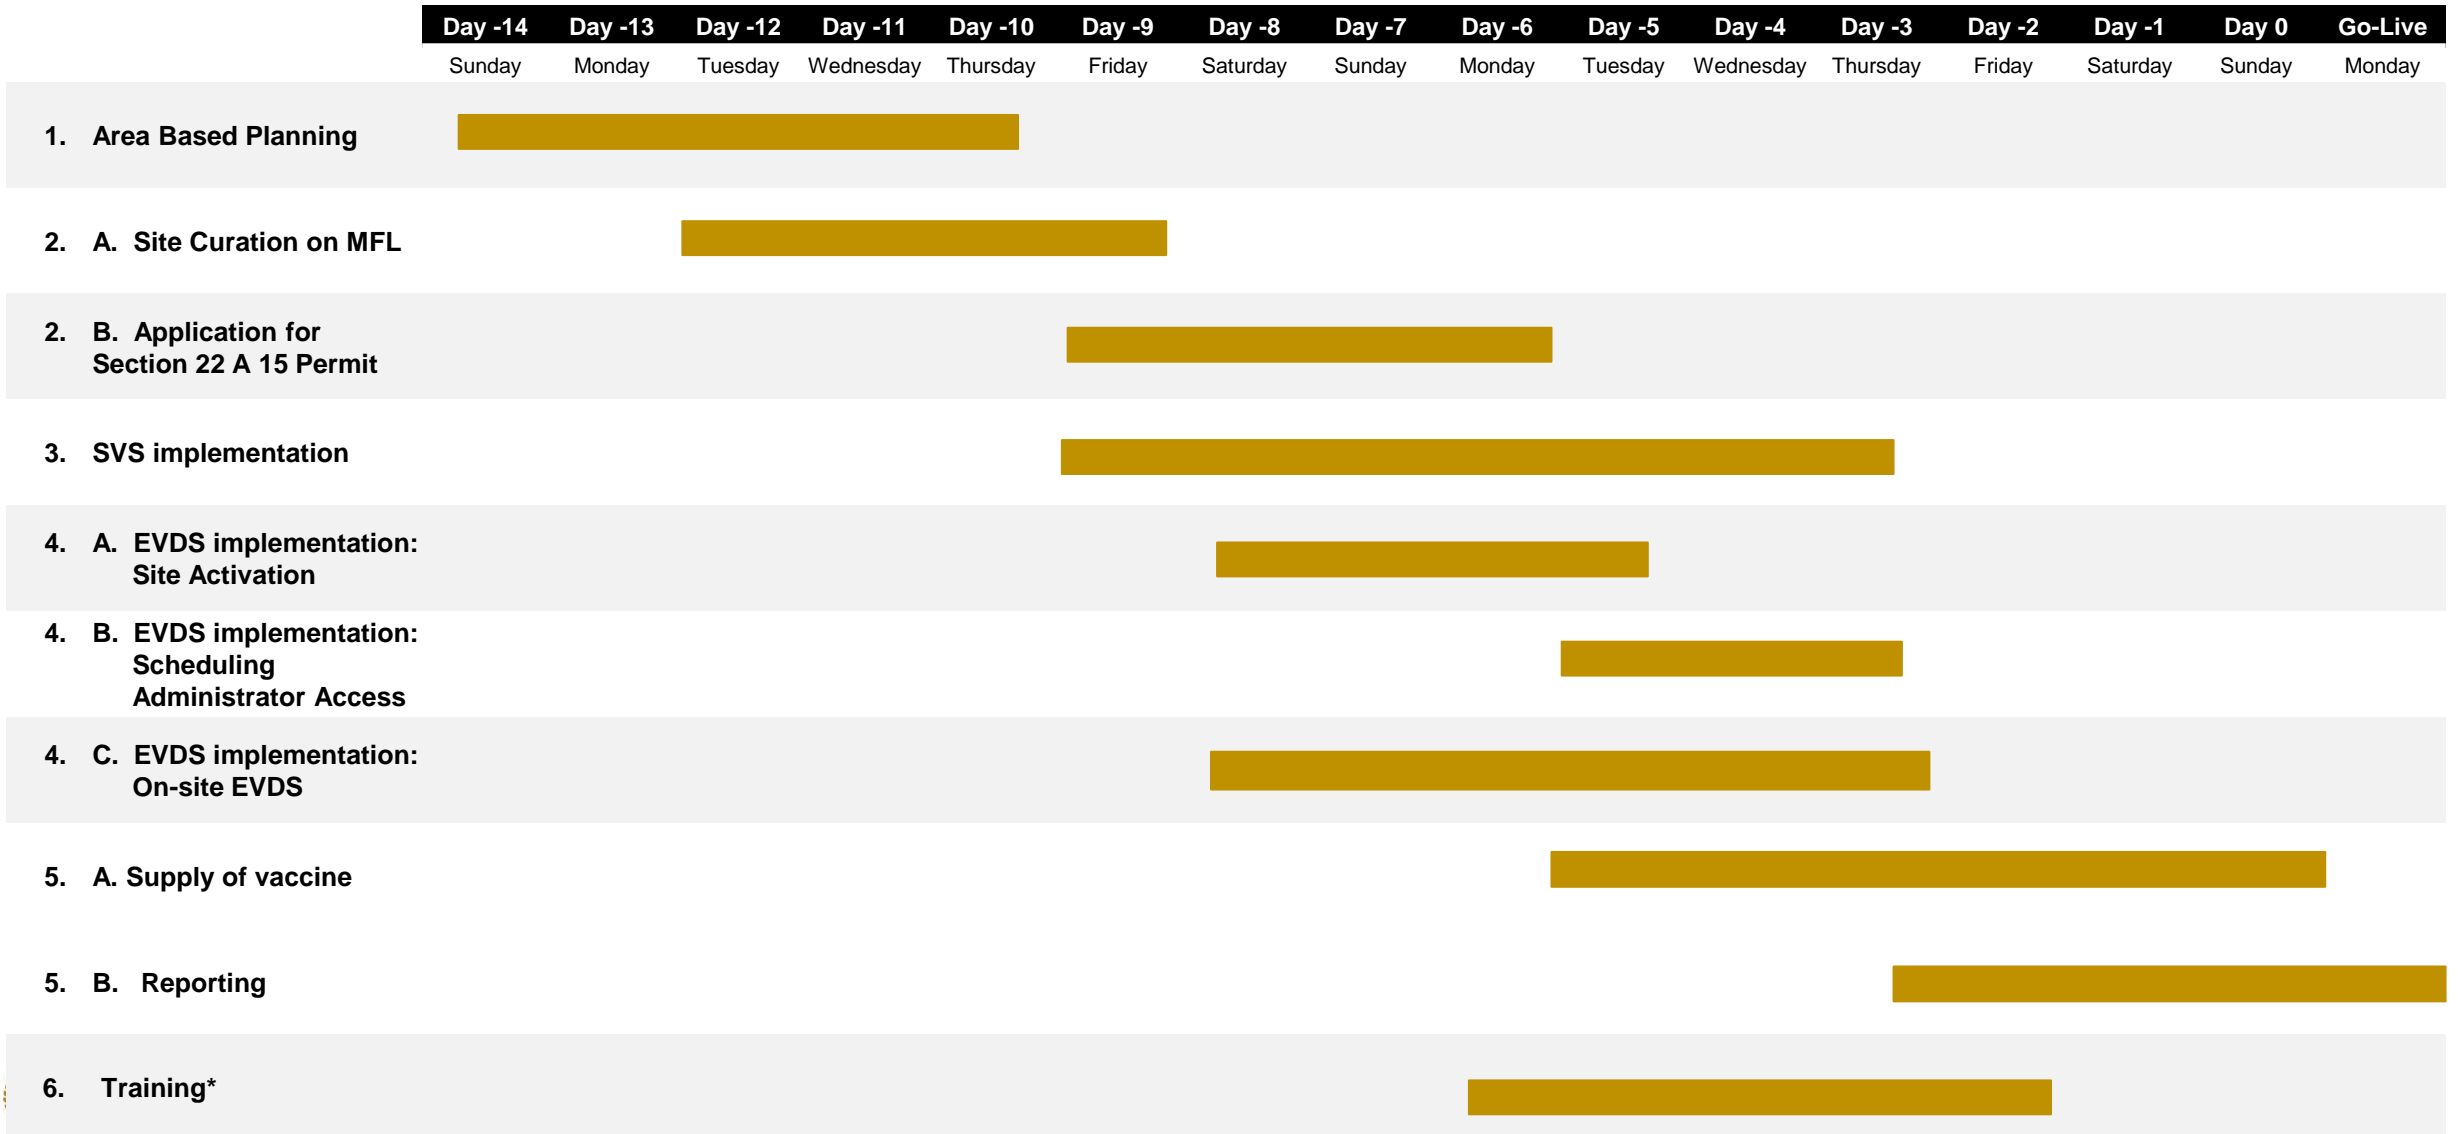 Day -14 Day -13 Day -12 Day -11 Day -10 Day -9 Day -8 Day -7 Day -6 Day -5 Day -4 Day -3 Day -2 Day -1 Day 0 Go-Live
Sunday Monday Tuesday Wednesday Thursday Friday Saturday Sunday Monday Tuesday Wednesday Thursday Friday Saturday Sunday Monday
1. Area Based Planning
2. A. Site Curation on MFL
2. B. Application for
Section 22 A 15 Permit
3. SVS implementation
4. A. EVDS implementation:
Site Activation
4. B. EVDS implementation:
Scheduling
Administrator Access
4. C. EVDS implementation:
On-site EVDS
5. A. Supply of vaccine
5. B. Reporting
6. Training*